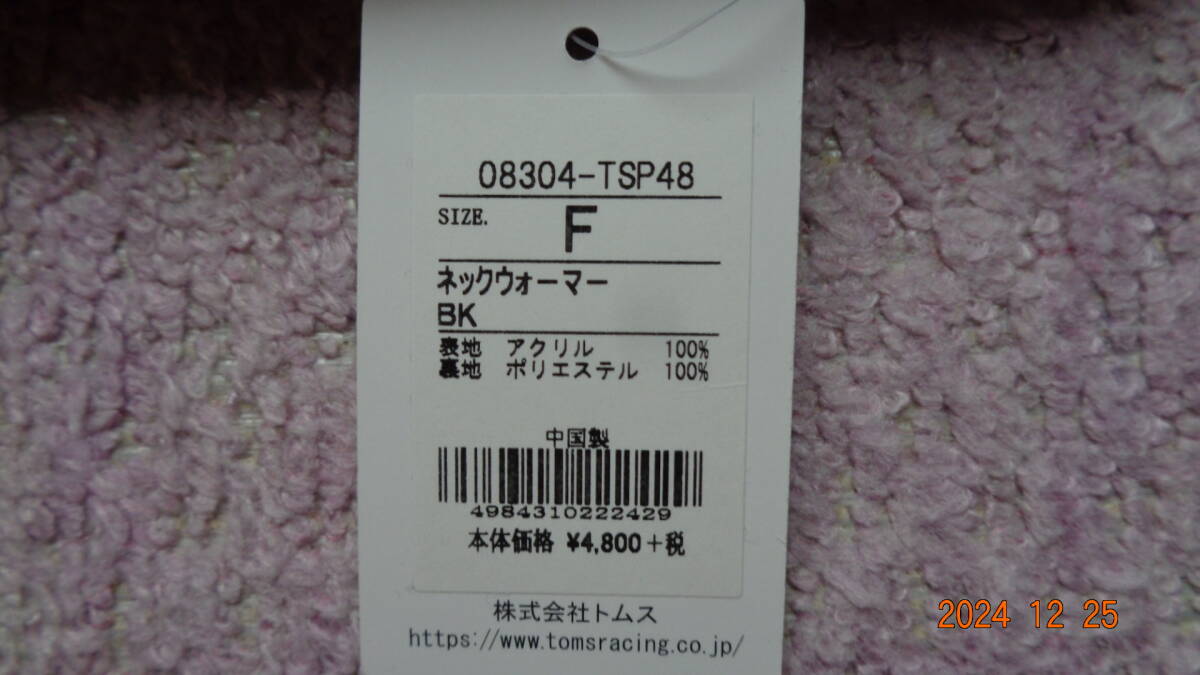 08304-TSP48
SIZE. F
ネックウォーマー
BK
表地 アクリル 100%
裏地 ポリエステル 100%
中国製
4984310222429
本体価格 ¥4,800+税
株式会社トムス
https://www.tomsracing.co.jp/
2024 12 25